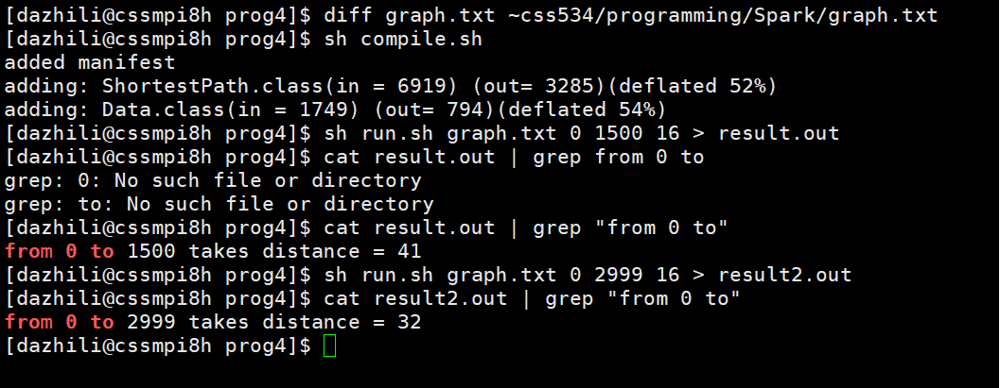 [dazhili@cssmpi8h prog4]$ diff graph.txt ~css534/programming/Spark/graph.txt
[dazhili@cssmpi8h prog4]$ sh compile.sh
added manifest
adding: ShortestPath.class(in = 6919) (out= 3285)(deflated 52%)
adding: Data.class(in = 1749) (out= 794)(deflated 54%)
[dazhili@cssmpi8h prog4]$ sh run.sh graph.txt 0 1500 16 > result.out
[dazhili@cssmpi8h prog4]$ cat result.out | grep from 0 to
grep: 0: No such file or directory
grep: to: No such file or directory
[dazhili@cssmpi8h prog4]$ cat result.out | grep "from 0 to"
from 0 to 1500 takes distance = 41
[dazhili@cssmpi8h prog4]$ sh run.sh graph.txt 0 2999 16 > result2.out
[dazhili@cssmpi8h prog4]$ cat result2.out | grep "from 0 to"
from 0 to 2999 takes distance = 32
[dazhili@cssmpi8h prog4]$